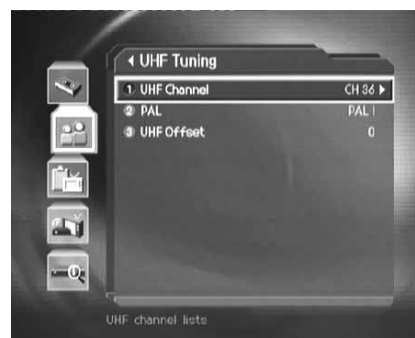 UHF Tuning
1 UHF Channel CH 36
2 PAL PAL I
3 UHF Offset 0
UHF channel lists